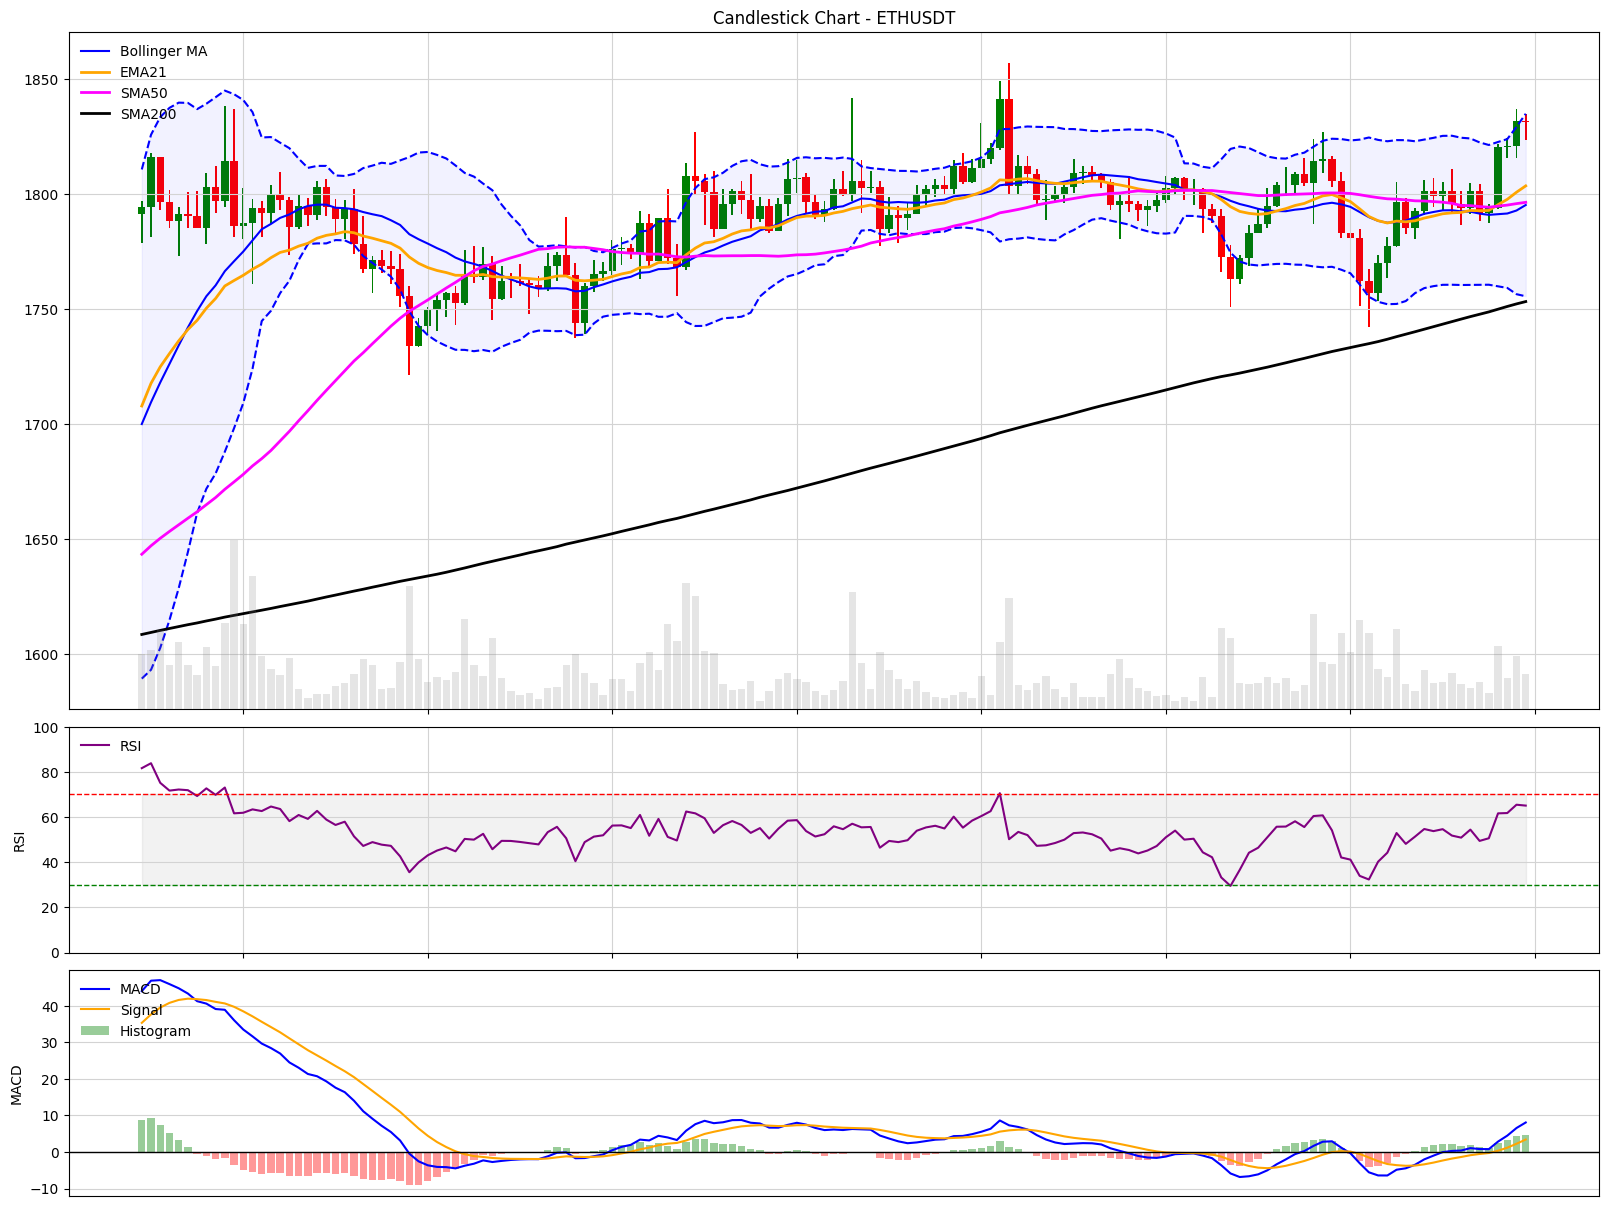 Candlestick Chart - ETHUSDT
Bollinger MA
EMA21
SMA50
SMA200
1850
1800
1750
1700
1650
1600
RSI
100
80
60
40
20
0
RSI
MACD
Signal
Histogram
40
30
20
10
0
−10
MACD